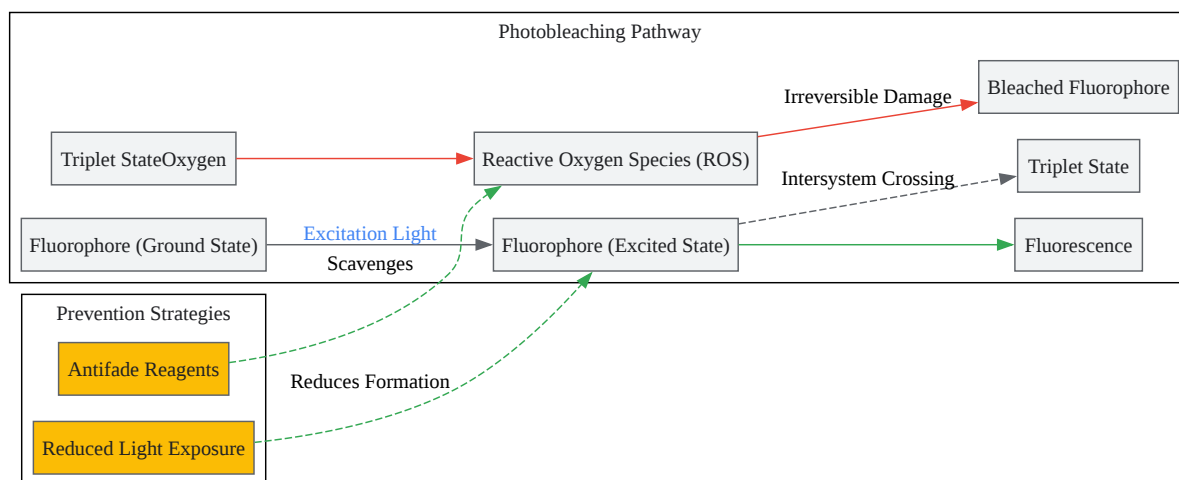 Photobleaching Pathway
Bleached Fluorophore
Irreversible Damage
Triplet StateOxygen
Reactive Oxygen Species (ROS)
Triplet State
Intersystem Crossing
Fluorophore (Ground State)
Excitation Light
Fluorophore (Excited State)
Fluorescence
Scavenges
Prevention Strategies
Antifade Reagents
Reduces Formation
Reduced Light Exposure